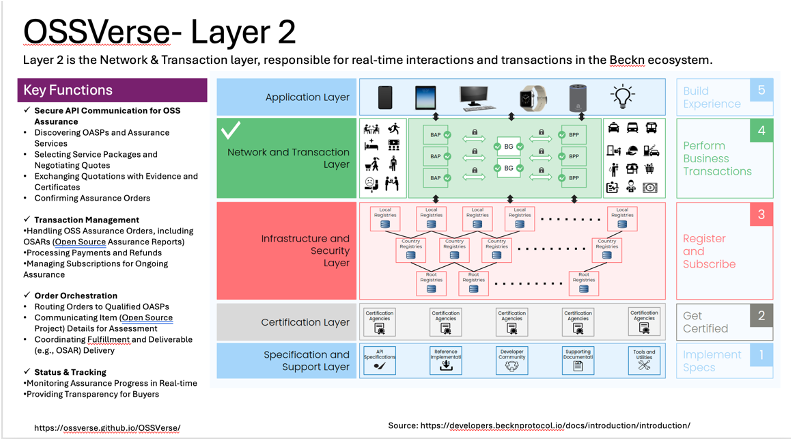 OSSVerse- Layer 2
Layer 2 is the Network & Transaction layer, responsible for real-time interactions and transactions in the Beckn ecosystem.
Key Functions
✓ Secure API Communication for OSS
Assurance
• Discovering OASPs and Assurance
Services
• Selecting Service Packages and
Negotiating Quotes
• Exchanging Quotations with Evidence and
Certificates
• Confirming Assurance Orders
✓ Transaction Management
•Handling OSS Assurance Orders, including
OSARs (Open Source Assurance Reports)
•Processing Payments and Refunds
•Managing Subscriptions for Ongoing
Assurance
✓ Order Orchestration
• Routing Orders to Qualified OASPs
• Communicating Item (Open Source
Project) Details for Assessment
• Coordinating Fulfillment and Deliverable
(e.g., OSAR) Delivery
✓ Status & Tracking
•Monitoring Assurance Progress in Real-time
•Providing Transparency for Buyers
https://ossverse.github.io/OSSVerse/
Application Layer
Build
Experience
5
Network and Transaction
Layer
BAP
BAP
BAP
BG
BG
BPP
BPP
BPP
Perform
Business
Transactions
4
Infrastructure and
Security
Layer
Local
Registries
Local
Registries
Local
Registries
Local
Registries
Local
Registries
Country
Registries
Country
Registries
Country
Registries
Country
Registries
Root
Registries
Root
Registries
Root
Registries
Register
and
Subscribe
3
Certification Layer
Certification
Agencies
Certification
Agencies
Certification
Agencies
Certification
Agencies
Certification
Agencies
Get
Certified
2
Specification and
Support Layer
API
Specifications
Reference
Implementati
Developer
Community
Supporting
Documentati
Tools and
Utilities
Implement
Specs
1
Source: https://developers.becknprotocol.io/docs/introduction/introduction/